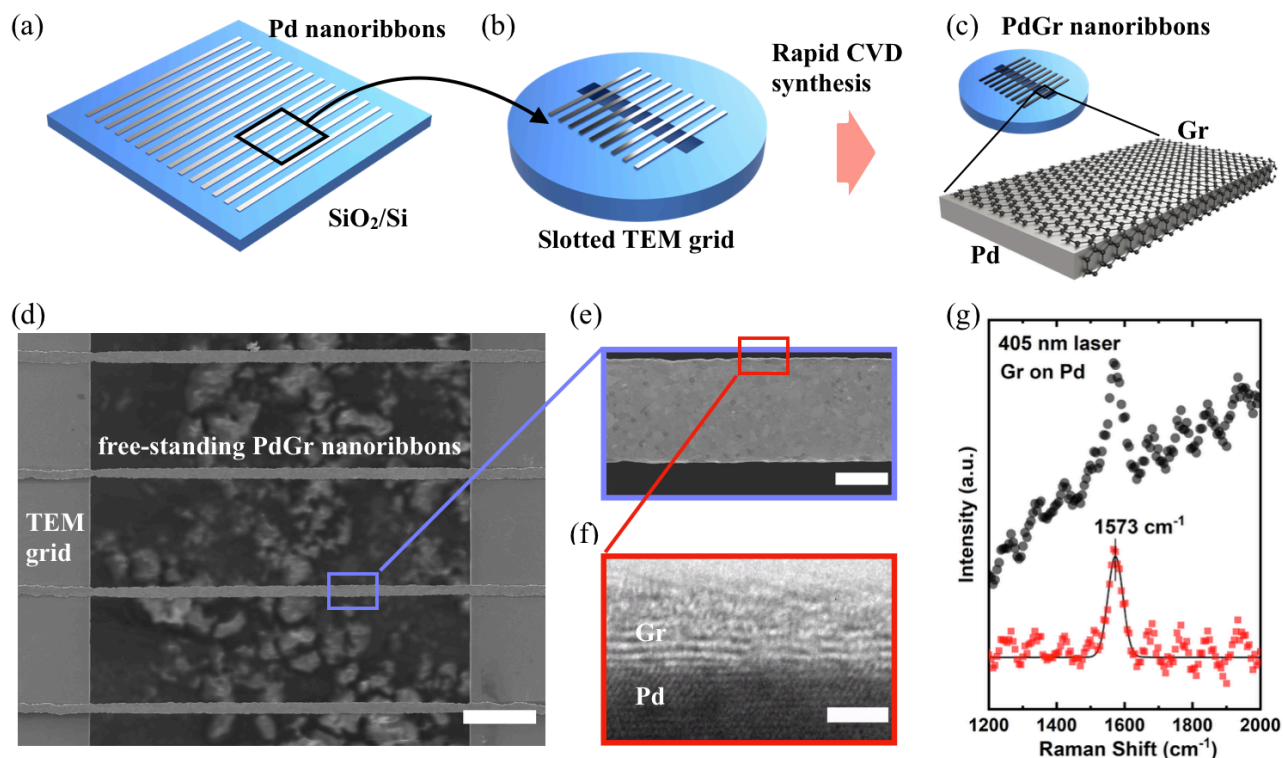 (a)
Pd nanoribbons
SiO₂/Si
(b)
Slotted TEM grid
Rapid CVD
synthesis
(c)
PdGr nanoribbons
Gr
Pd
(d)
free-standing PdGr nanoribbons
TEM
grid
(e)
(f)
Gr
Pd
(g)
405 nm laser
Gr on Pd
1573 cm⁻¹
Intensity (a.u.)
1200 1400 1600 1800 2000
Raman Shift (cm⁻¹)